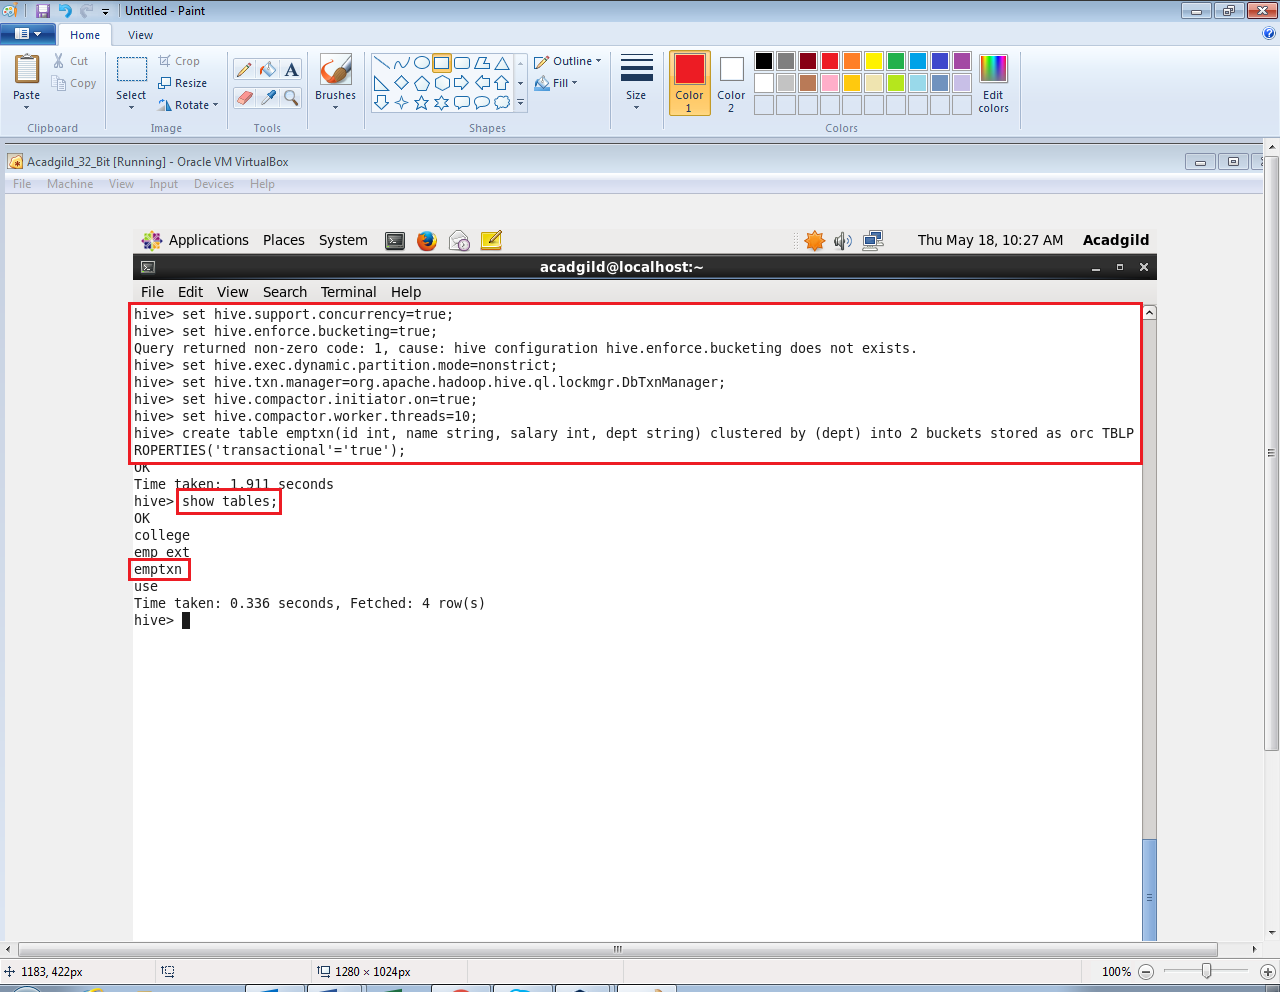 Untitled - Paint
Home View
Paste
Cut
Copy
Clipboard
Select
Crop
Resize
Rotate
Image
Tools
Brushes
Outline
Fill
Shapes
Size
Color 1
Color 2
Edit colors
Colors
Acadgild_32_Bit [Running] - Oracle VM VirtualBox
File Machine View Input Devices Help
Applications Places System Thu May 18, 10:27 AM Acadgild
acadgild@localhost:~
File Edit View Search Terminal Help
hive> set hive.support.concurrency=true;
hive> set hive.enforce.bucketing=true;
Query returned non-zero code: 1, cause: hive configuration hive.enforce.bucketing does not exists.
hive> set hive.exec.dynamic.partition.mode=nonstrict;
hive> set hive.txn.manager=org.apache.hadoop.hive.ql.lockmgr.DbTxnManager;
hive> set hive.compactor.initiator.on=true;
hive> set hive.compactor.worker.threads=10;
hive> create table emptxn(id int, name string, salary int, dept string) clustered by (dept) into 2 buckets stored as orc TBLP
ROPERTIES('transactional'='true');
OK
Time taken: 1.911 seconds
hive> show tables;
OK
college
emp ext
emptxn
use
Time taken: 0.336 seconds, Fetched: 4 row(s)
hive>
1183, 422px 1280 × 1024px 100%